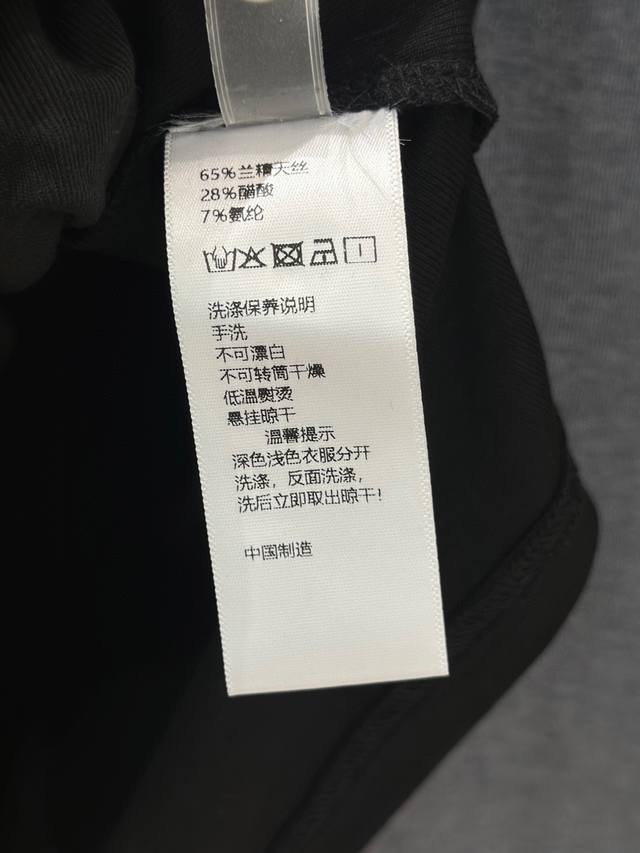 65%兰精天丝
28%醋酸
7%氨纶
洗涤保养说明
手洗
不可漂白
不可转筒干燥
低温熨烫
悬挂晾干
温馨提示
深色浅色衣服分开
洗涤，反面洗涤，
洗后立即取出晾干！
中国制造